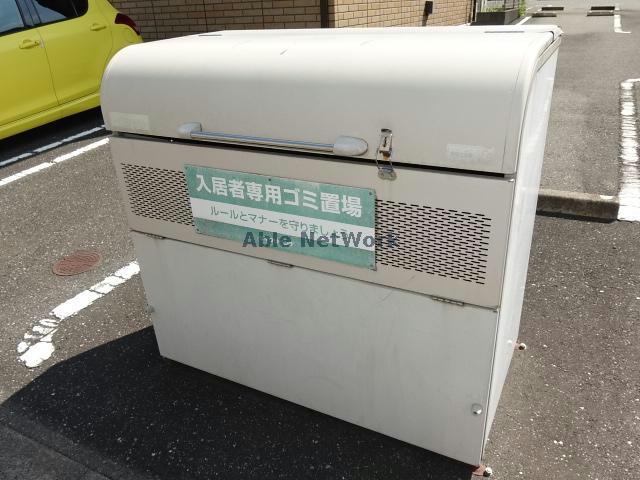 入居者専用ゴミ置場
ルールとマナーを守りましょう
Able NetWork